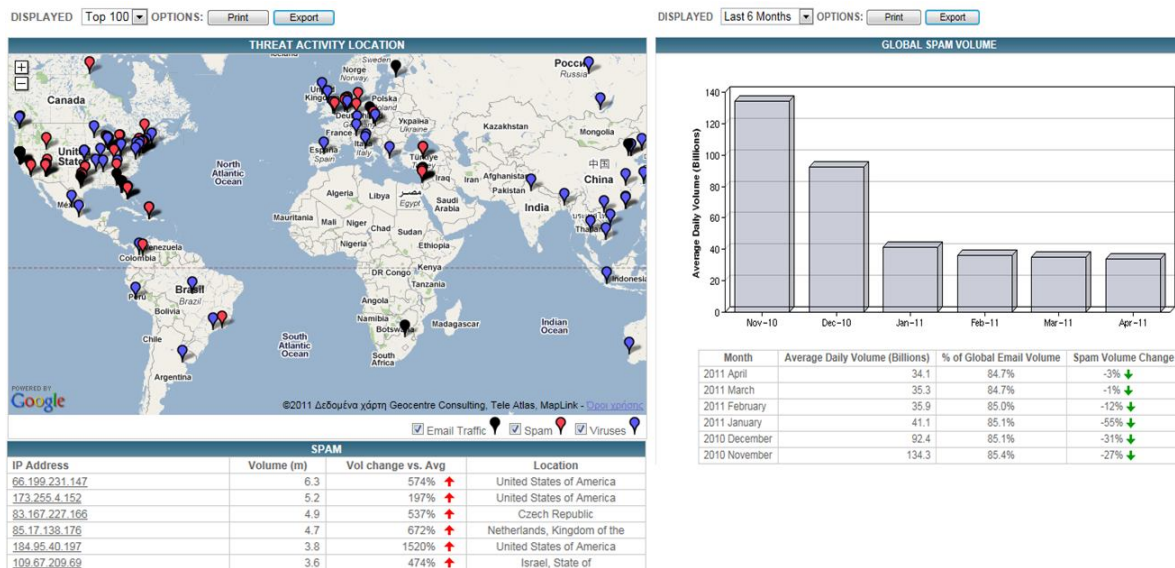 DISPLAYED Top 100 OPTIONS: Print Export
THREAT ACTIVITY LOCATION
Sweden
Norge
Norway
Росси
Russia
Canada
United
Kingdom
Polska
Poland
Deutschland
France
Україна
Ukraine
Kazakhstan
Mongolia
United
States
North
Atlantic
Ocean
España
Spain
Italia
Italy
Türkiye
Turkey
中国
China
Iraq
Iran
Afghanistan
Pakistan
Algeria
Libya
مصر
Egypt
Saudi
Arabia
India
México
Mauritania
Mali
Niger
Chad
Sudan
Thailand
Nigeria
Ethiopia
Venezuela
Colombia
DR Congo
Kenya
Indonesia
Tanzania
Perú
Peru
Brasil
Brazil
Angola
Bolivia
Namibia
Botswana
Madagascar
Indian
Ocean
Chile
South
Atlantic
Ocean
South
Africa
Argentina
POWERED BY
Google
©2011 Δεδομένα χάρτη Geocentre Consulting, Tele Atlas, MapLink - Όροι χρήσης
Email Traffic Spam Viruses
SPAM
IP Address Volume (m) Vol change vs. Avg Location
66.199.231.147 6.3 574% United States of America
173.255.4.152 5.2 197% United States of America
83.167.227.166 4.9 537% Czech Republic
85.17.138.176 4.7 672% Netherlands, Kingdom of the
184.95.40.197 3.8 1520% United States of America
109.67.209.69 3.6 474% Israel, State of
DISPLAYED Last 6 Months OPTIONS: Print Export
GLOBAL SPAM VOLUME
Average Daily Volume (Billions)
140
120
100
80
60
40
20
0
Nov-10 Dec-10 Jan-11 Feb-11 Mar-11 Apr-11
Month Average Daily Volume (Billions) % of Global Email Volume Spam Volume Change
2011 April 34.1 84.7% -3%
2011 March 35.3 84.7% -1%
2011 February 35.9 85.0% -12%
2011 January 41.1 85.1% -55%
2010 December 92.4 85.1% -31%
2010 November 134.3 85.4% -27%